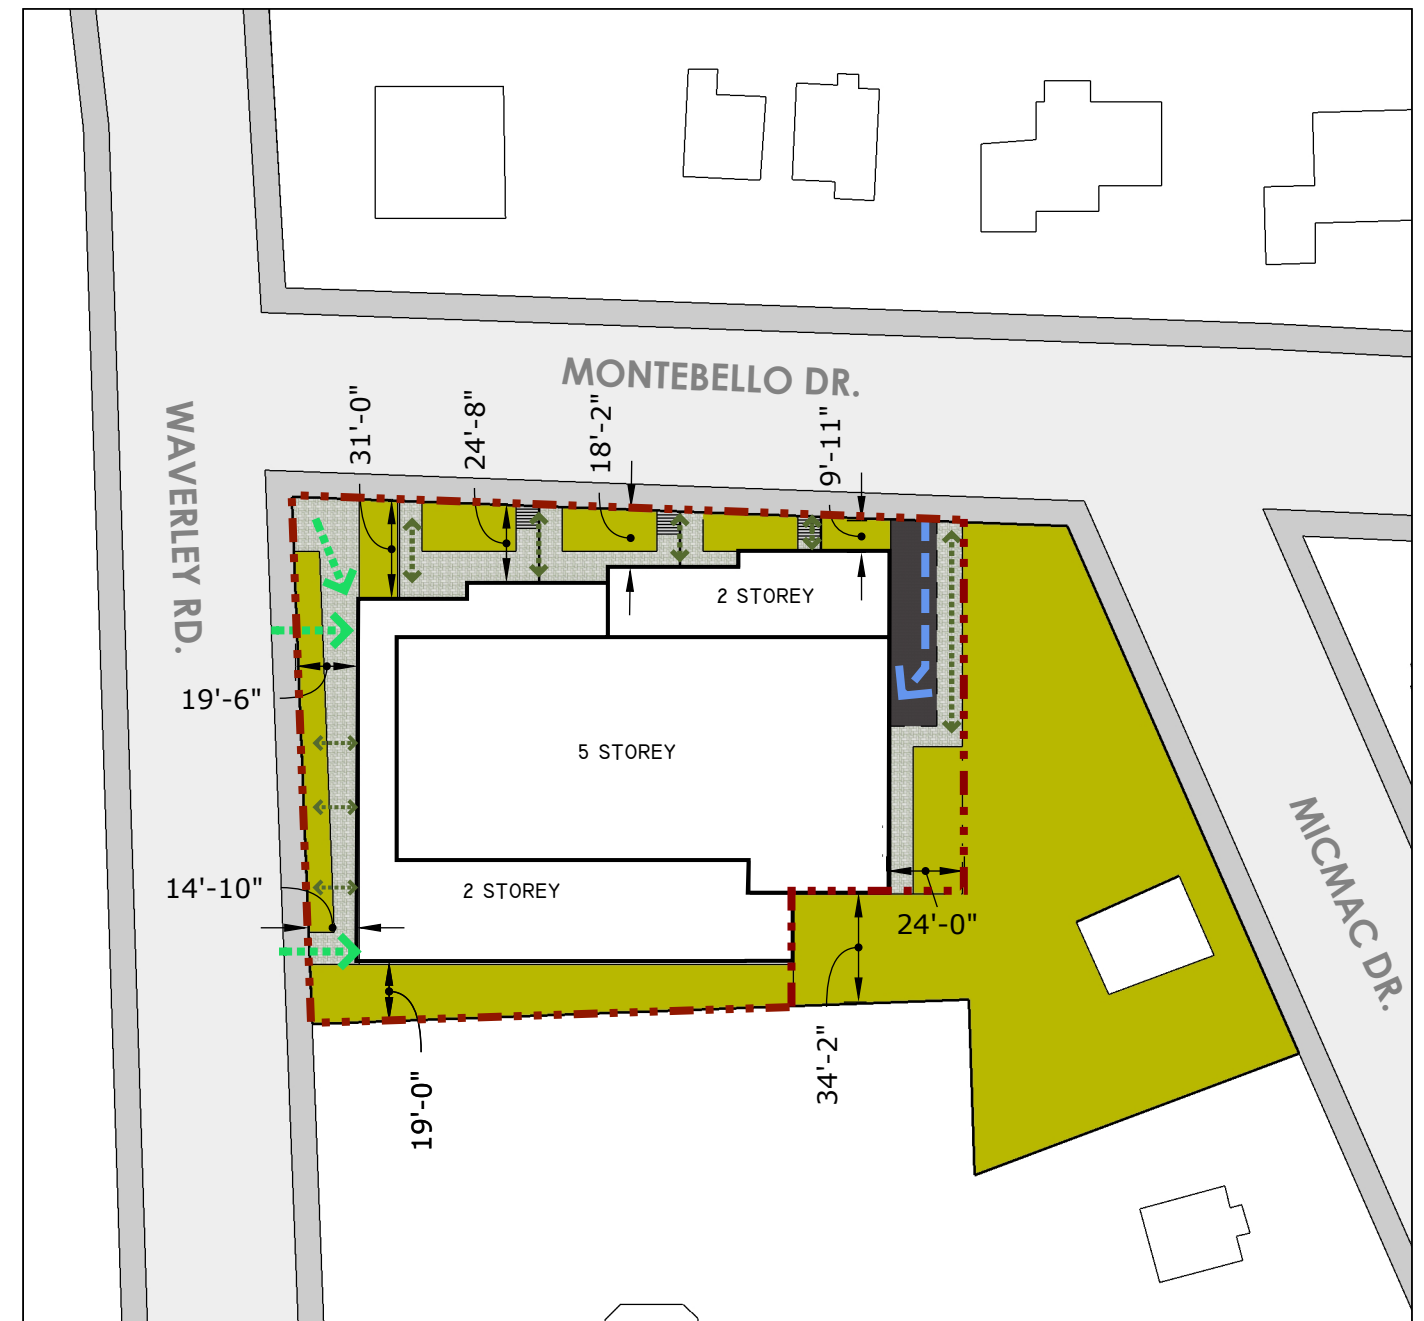 MONTEBELLO DR.
WAVERLEY RD.
31'-0"
24'-8"
18'-2"
9'-11"
2 STOREY
19'-6"
5 STOREY
14'-10"
2 STOREY
24'-0"
MICMAC DR.
34'-2"
19'-0"